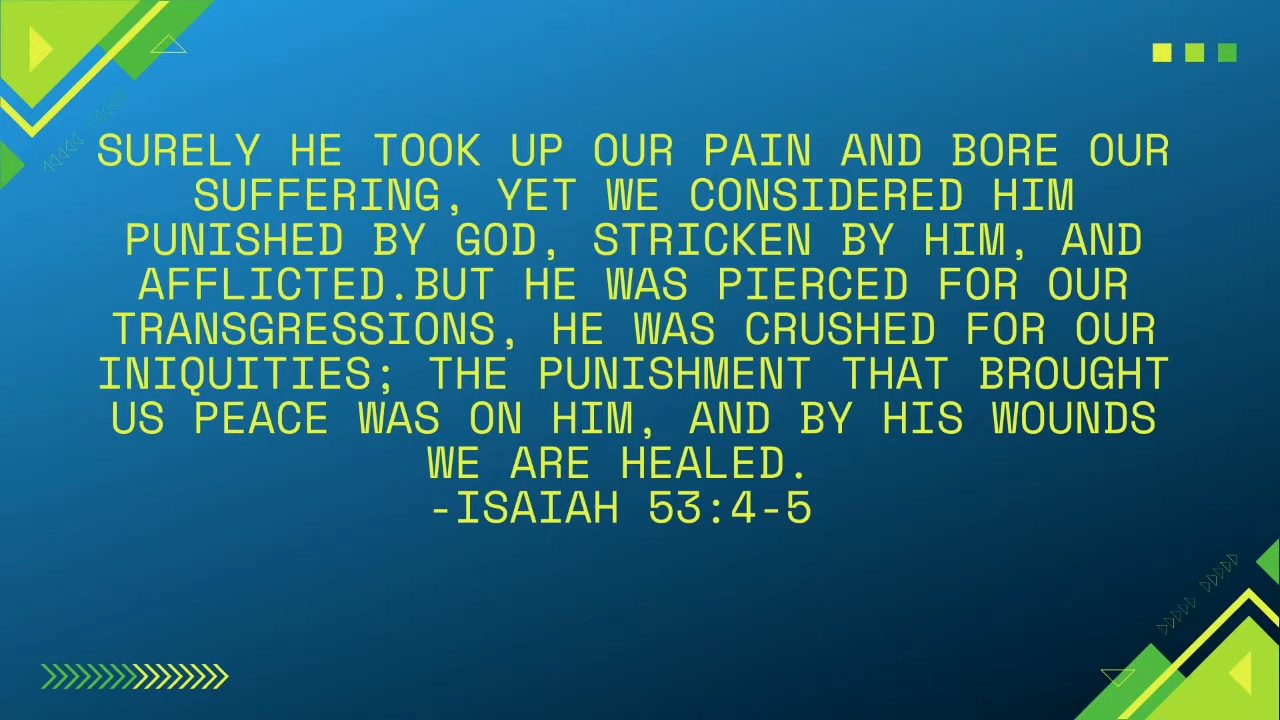 SURELY HE TOOK UP OUR PAIN AND BORE OUR
SUFFERING, YET WE CONSIDERED HIM
PUNISHED BY GOD, STRICKEN BY HIM, AND
AFFLICTED.BUT HE WAS PIERCED FOR OUR
TRANSGRESSIONS, HE WAS CRUSHED FOR OUR
INIQUITIES; THE PUNISHMENT THAT BROUGHT
US PEACE WAS ON HIM, AND BY HIS WOUNDS
WE ARE HEALED.
-ISAIAH 53:4-5